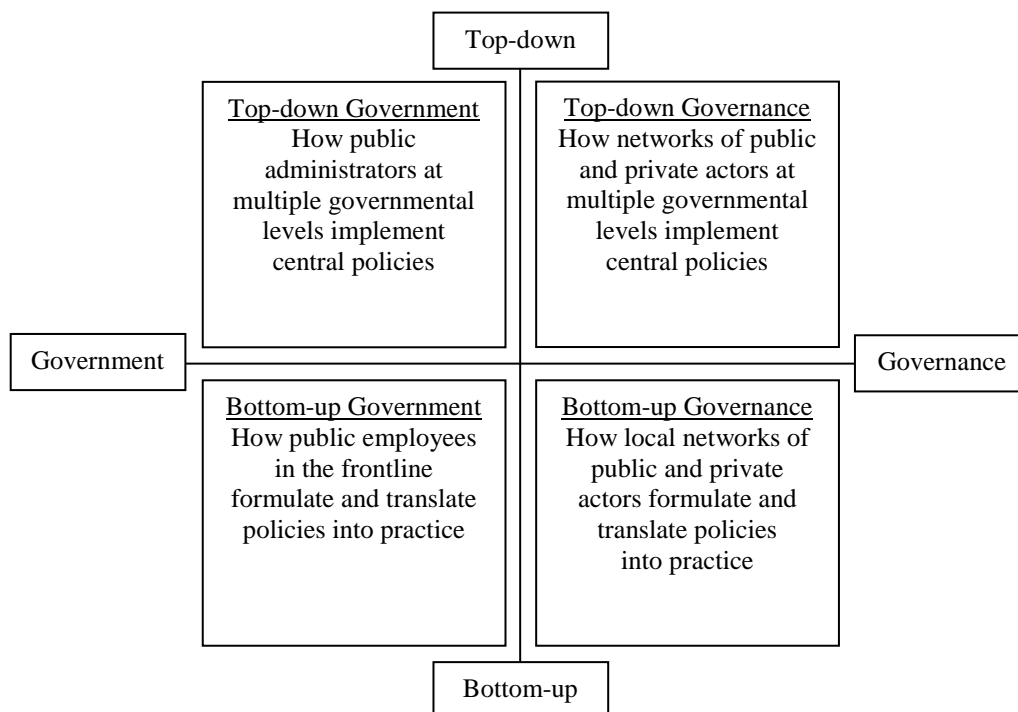 Top-down
Top-down Government
How public
administrators at
multiple governmental
levels implement
central policies
Top-down Governance
How networks of public
and private actors at
multiple governmental
levels implement
central policies
Government
Governance
Bottom-up Government
How public employees
in the frontline
formulate and translate
policies into practice
Bottom-up Governance
How local networks of
public and private
actors formulate and
translate policies
into practice
Bottom-up